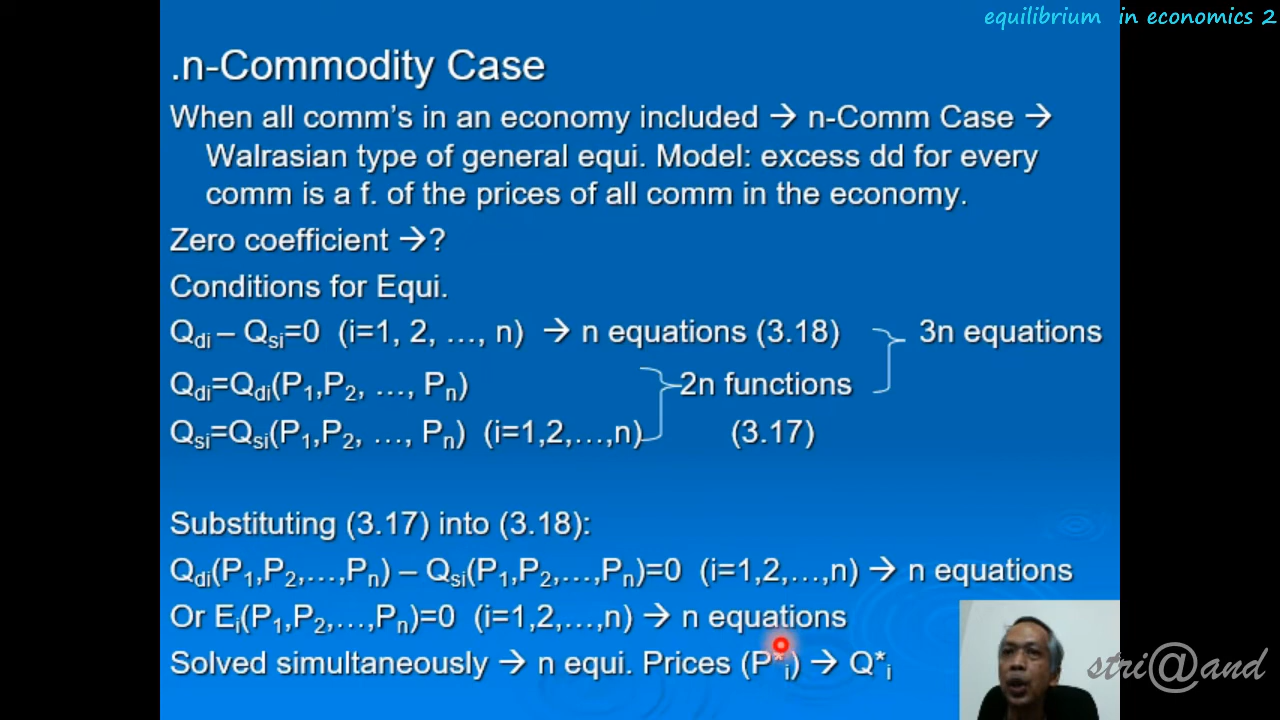 equilibrium in economics 2
.n-Commodity Case
When all comm's in an economy included → n-Comm Case →
Walrasian type of general equi. Model: excess dd for every
comm is a f. of the prices of all comm in the economy.
Zero coefficient →?
Conditions for Equi.
Qdi – Qsi=0 (i=1, 2, …, n) → n equations (3.18) 3n equations
Qdi=Qdi(P1,P2, …, Pn) 2n functions
Qsi=Qsi(P1,P2, …, Pn) (i=1,2,…,n) (3.17)
Substituting (3.17) into (3.18):
Qdi(P1,P2,…,Pn) – Qsi(P1,P2,…,Pn)=0 (i=1,2,…,n) → n equations
Or Ei(P1,P2,…,Pn)=0 (i=1,2,…,n) → n equations
Solved simultaneously → n equi. Prices (P*i) → Q*i
stri@and